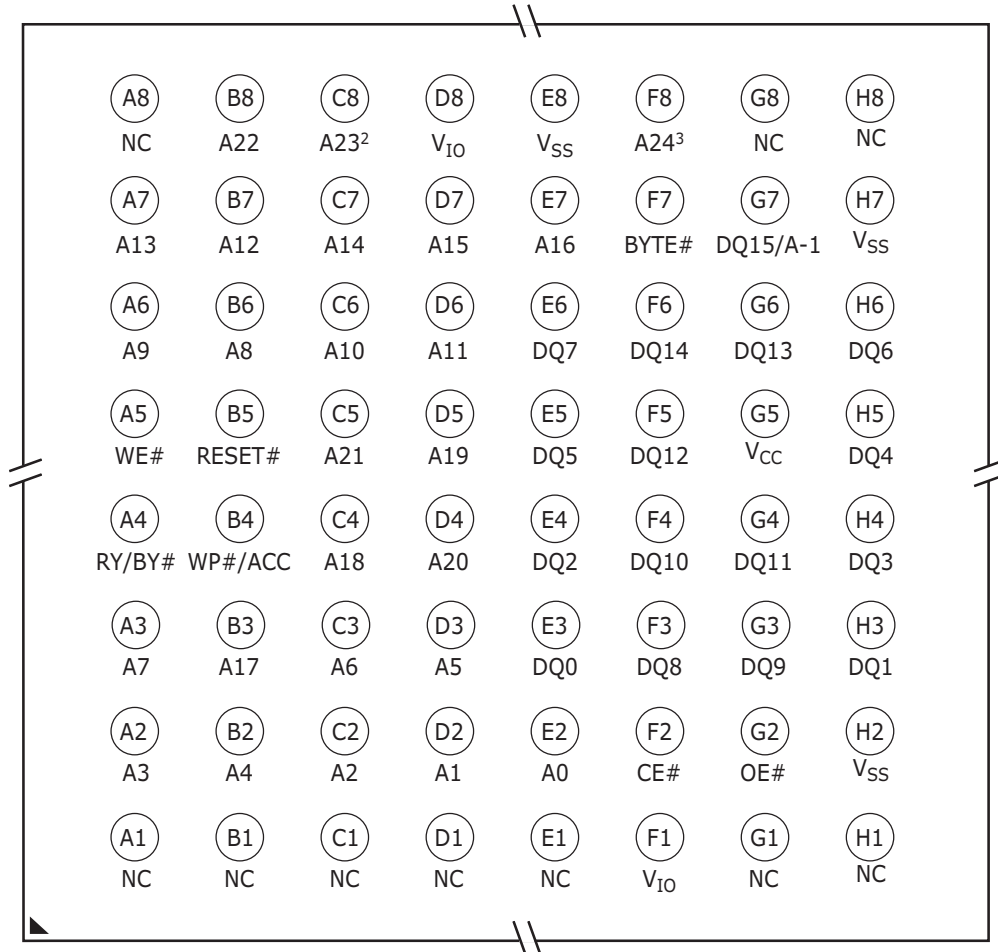 A8 B8 C8 D8 E8 F8 G8 H8
NC A22 A23² V_IO V_SS A24³ NC NC
A7 B7 C7 D7 E7 F7 G7 H7
A13 A12 A14 A15 A16 BYTE# DQ15/A-1 V_SS
A6 B6 C6 D6 E6 F6 G6 H6
A9 A8 A10 A11 DQ7 DQ14 DQ13 DQ6
A5 B5 C5 D5 E5 F5 G5 H5
WE# RESET# A21 A19 DQ5 DQ12 V_CC DQ4
A4 B4 C4 D4 E4 F4 G4 H4
RY/BY# WP#/ACC A18 A20 DQ2 DQ10 DQ11 DQ3
A3 B3 C3 D3 E3 F3 G3 H3
A7 A17 A6 A5 DQ0 DQ8 DQ9 DQ1
A2 B2 C2 D2 E2 F2 G2 H2
A3 A4 A2 A1 A0 CE# OE# V_SS
A1 B1 C1 D1 E1 F1 G1 H1
NC NC NC NC NC V_IO NC NC